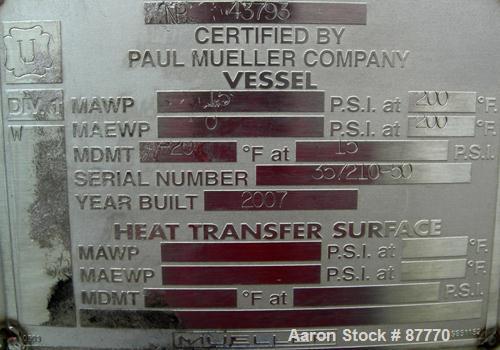 NB 43793
U
CERTIFIED BY
PAUL MUELLER COMPANY
VESSEL
DIV. 1 MAWP 15 P.S.I. at 200 °F.
W MAEWP 0 P.S.I. at 200 °F.
MDMT -20 °F at 15 P.S.I.
SERIAL NUMBER 357210-50
YEAR BUILT 2007
HEAT TRANSFER SURFACE
MAWP P.S.I. at °F.
MAEWP P.S.I. at °F.
MDMT °F at P.S.I.
Aaron Stock # 87770